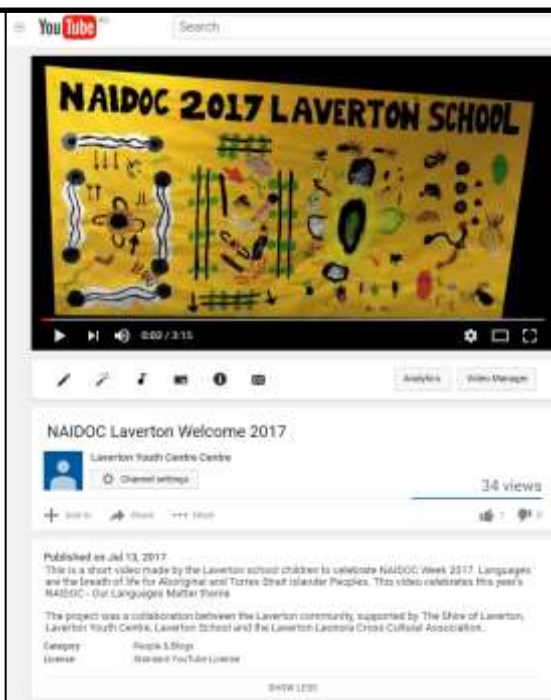 YouTube AU
Search
NAIDOC 2017 LAVERTON SCHOOL
0:02 / 3:15
Analytics
Video Manager
NAIDOC Laverton Welcome 2017
Laverton Youth Centre Centre
Channel settings
34 views
Add to
Share
More
Published on Jul 13, 2017
This is a short video made by the Laverton school children to celebrate NAIDOC Week 2017. Languages
are the breath of life for Aboriginal and Torres Strait Islander Peoples. This video celebrates this year's
NAIDOC - Our Languages Matter theme
The project was a collaboration between the Laverton community, supported by The Shire of Laverton,
Laverton Youth Centre, Laverton School and the Laverton Leonora Cross Cultural Association.
Category People & Blogs
License Standard YouTube License
SHOW LESS